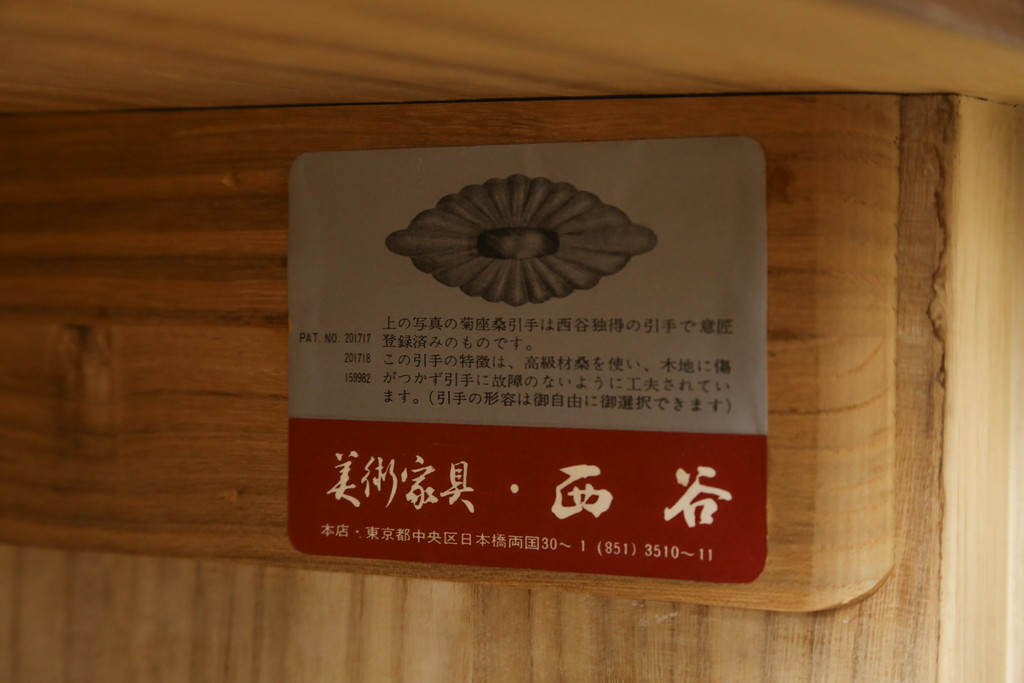 上の写真の菊座桑引手は西谷独得の引手で意匠
PAT. NO. 201717 登録済みのものです。
201718 この引手の特徴は、高級材桑を使い、木地に傷
159982 がつかず引手に故障のないように工夫されてい
ます。(引手の形容は御自由に御選択できます)
美術家具・西谷
本店・東京都中央区日本橋両国30~1 (851) 3510~11